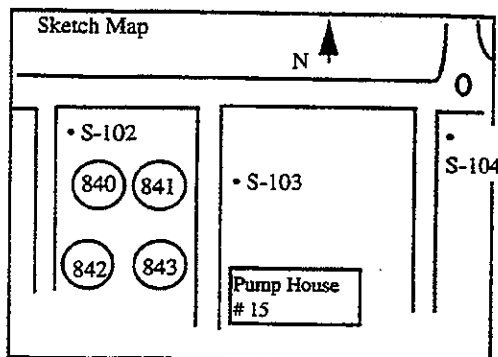 Sketch Map
N
S-102
S-104
840 841
S-103
842 843
Pump House
# 15